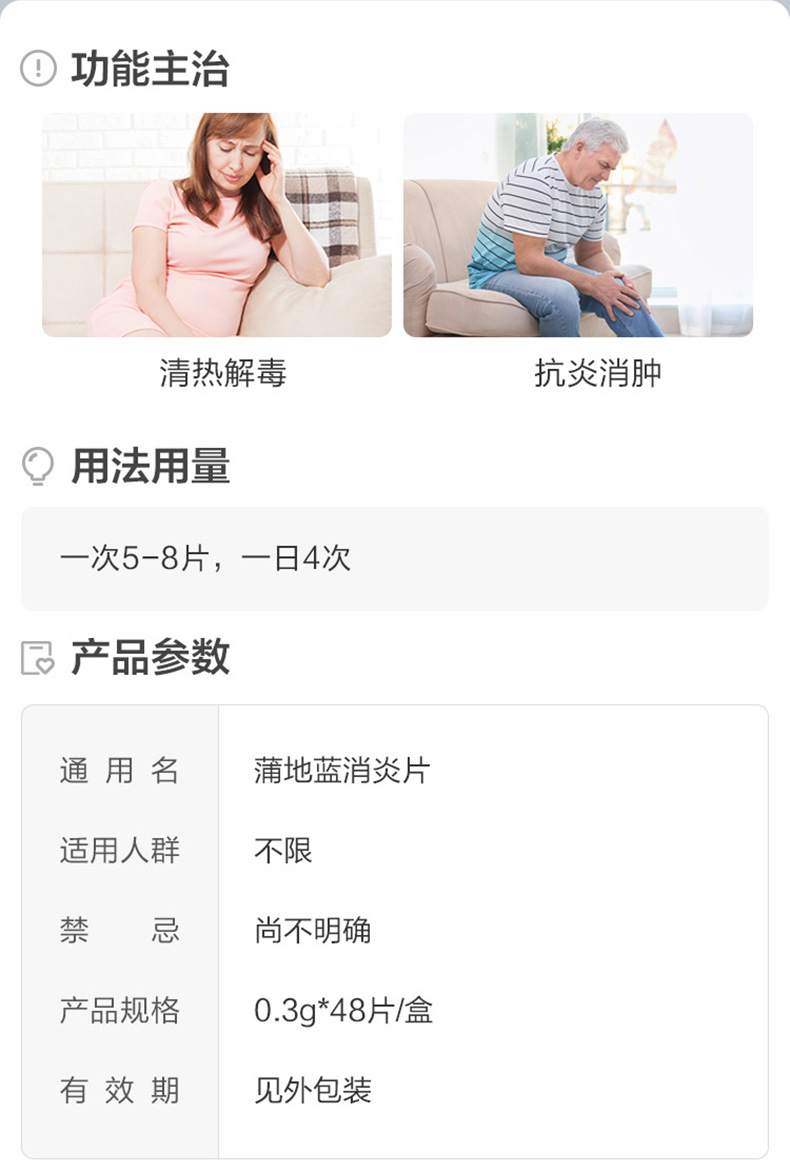 功能主治
清热解毒
抗炎消肿
用法用量
一次5-8片，一日4次
产品参数
通用名 蒲地蓝消炎片
适用人群 不限
禁忌 尚不明确
产品规格 0.3g*48片/盒
有效期 见外包装